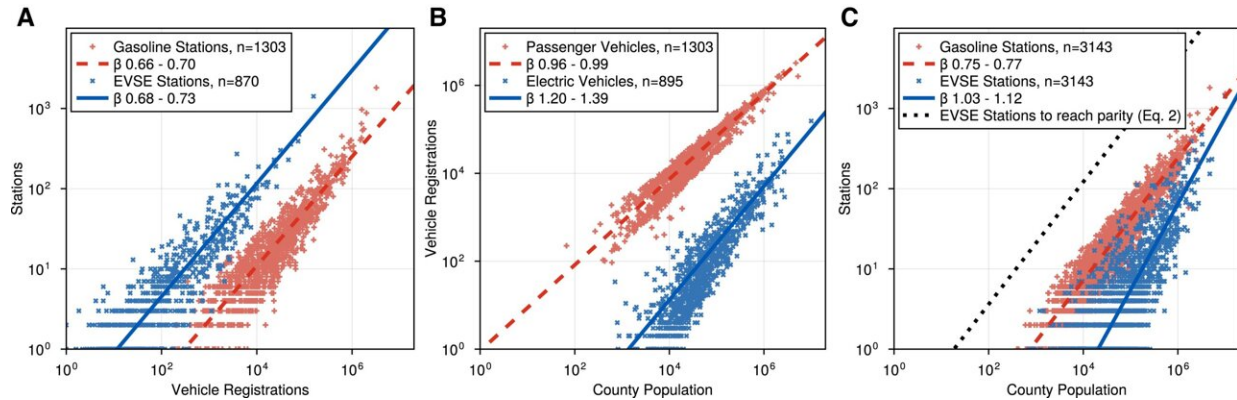 A
Gasoline Stations, n=1303
β 0.66 - 0.70
EVSE Stations, n=870
β 0.68 - 0.73
Stations
10³
10²
10¹
10⁰
10⁰
10²
10⁴
10⁶
Vehicle Registrations
B
Passenger Vehicles, n=1303
β 0.96 - 0.99
Electric Vehicles, n=895
β 1.20 - 1.39
Vehicle Registrations
10⁶
10⁴
10²
10⁰
10⁰
10²
10⁴
10⁶
County Population
C
Gasoline Stations, n=3143
β 0.75 - 0.77
EVSE Stations, n=3143
β 1.03 - 1.12
EVSE Stations to reach parity (Eq. 2)
Stations
10³
10²
10¹
10⁰
10⁰
10²
10⁴
10⁶
County Population